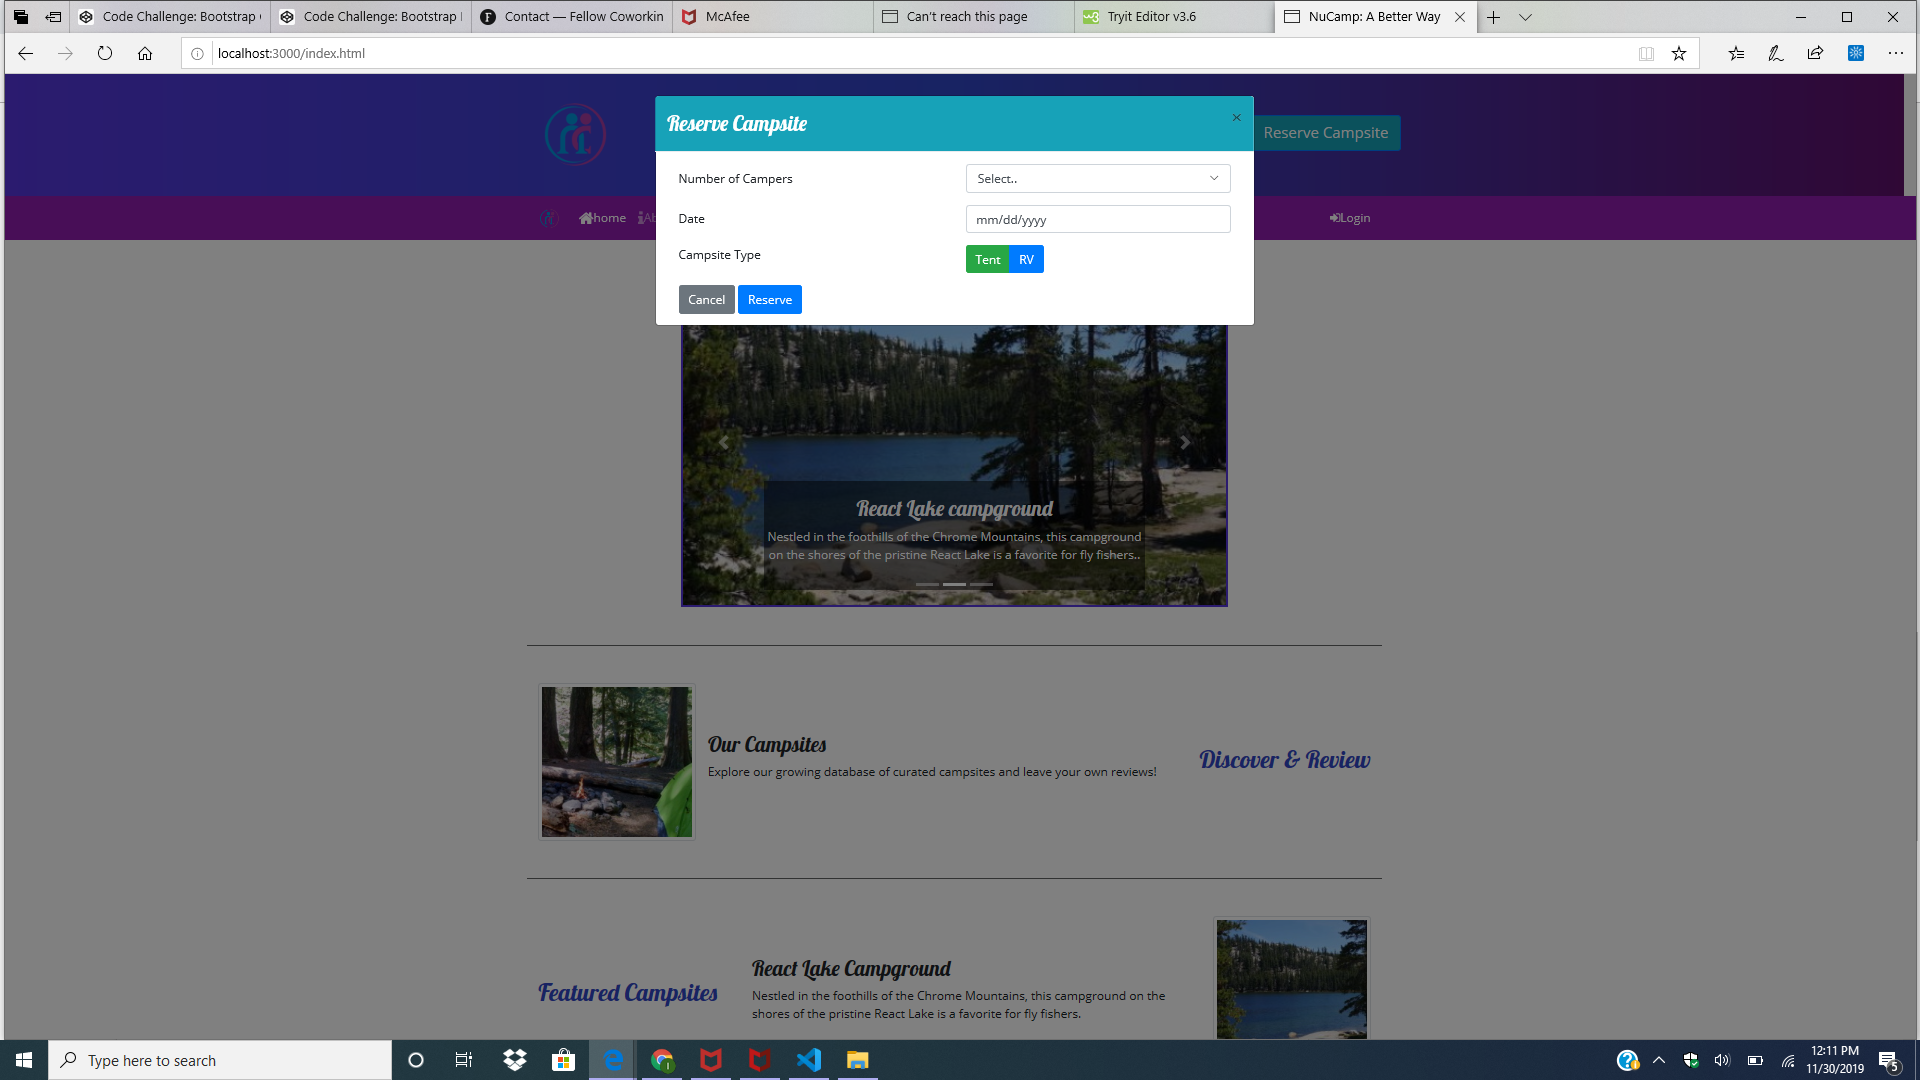 Code Challenge: Bootstrap
Code Challenge: Bootstrap
Contact — Fellow Coworkin
McAfee
Can't reach this page
Tryit Editor v3.6
NuCamp: A Better Way
localhost:3000/index.html
Reserve Campsite
×
Reserve Campsite
Number of Campers
Select..
home
Ab
Login
Date
mm/dd/yyyy
Campsite Type
Tent
RV
Cancel
Reserve
React Lake campground
Nestled in the foothills of the Chrome Mountains, this campground
on the shores of the pristine React Lake is a favorite for fly fishers..
Our Campsites
Explore our growing database of curated campsites and leave your own reviews!
Discover & Review
Featured Campsites
React Lake Campground
Nestled in the foothills of the Chrome Mountains, this campground on the
shores of the pristine React Lake is a favorite for fly fishers.
Type here to search
12:11 PM
11/30/2019
5